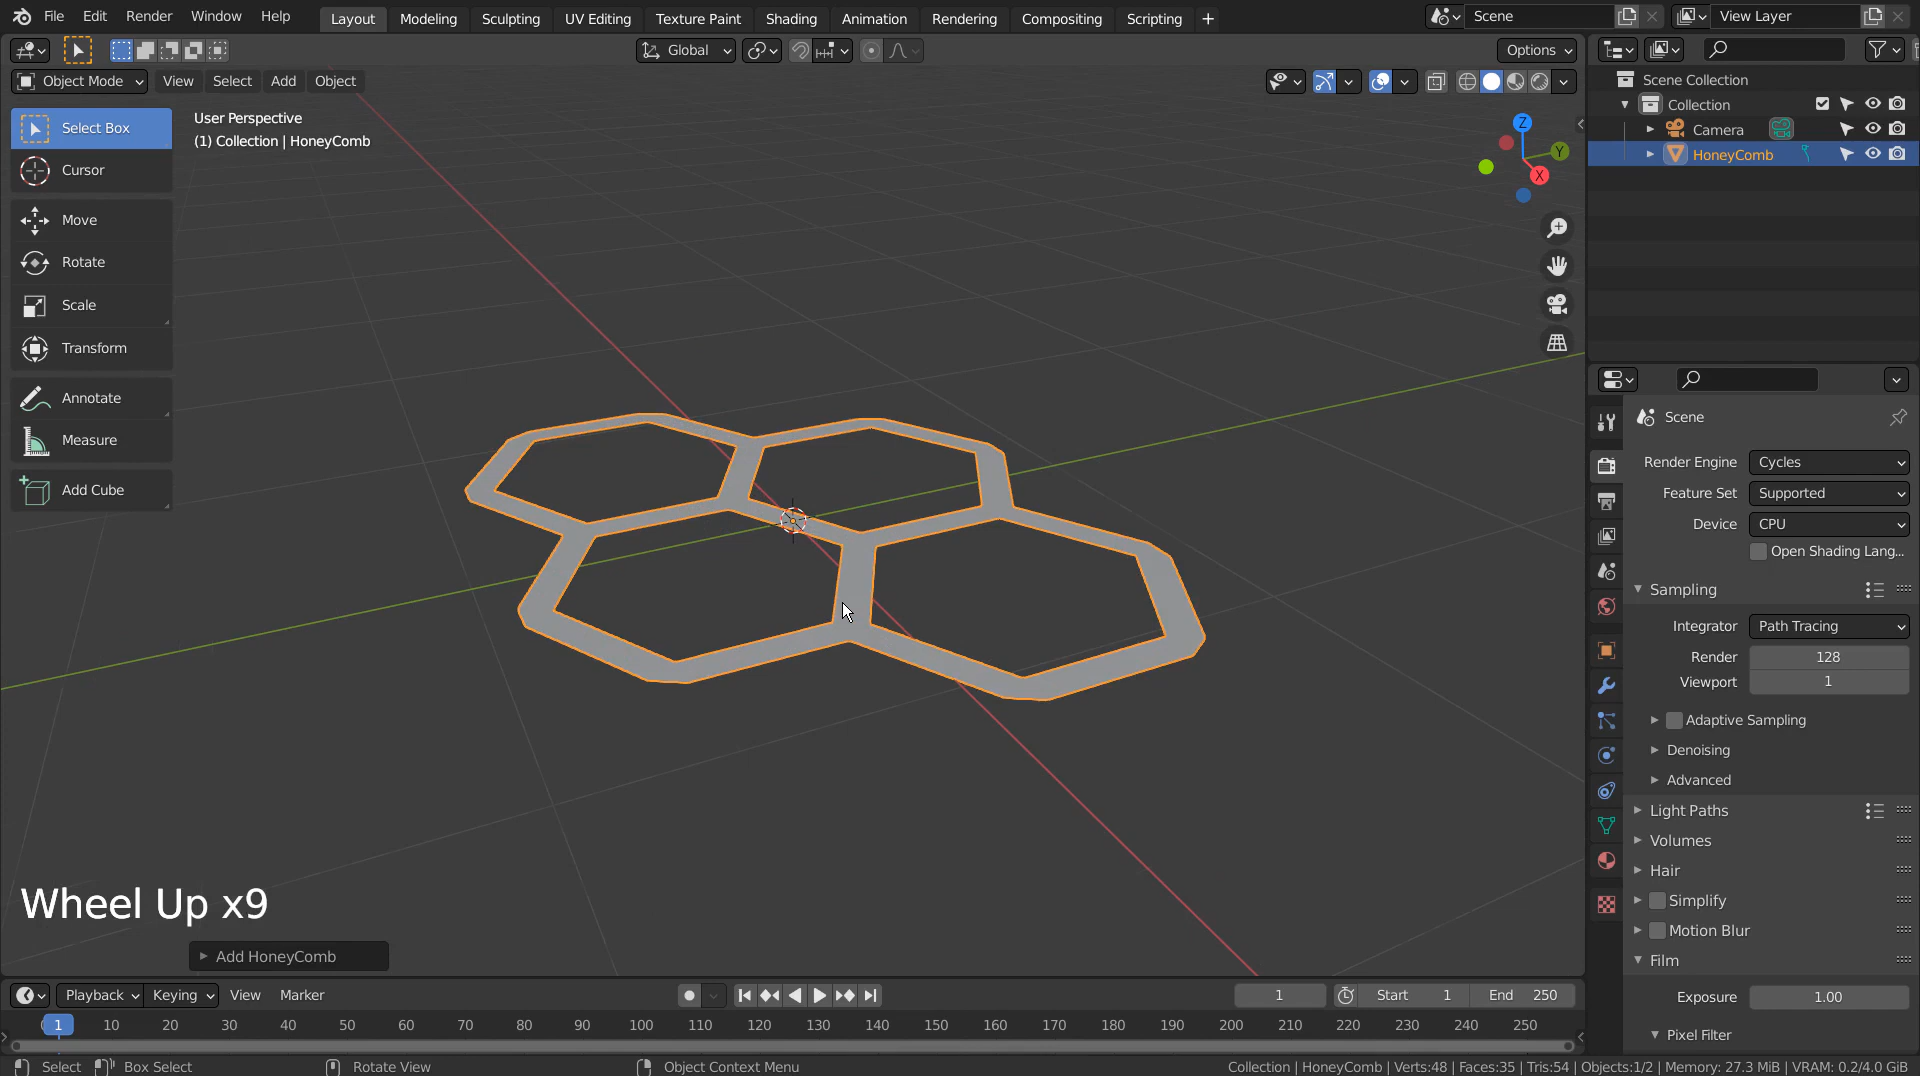 File Edit Render Window Help Layout Modeling Sculpting UV Editing Texture Paint Shading Animation Rendering Compositing Scripting + Scene View Layer
Global Options
Object Mode View Select Add Object
Scene Collection
Collection
Camera
HoneyComb
User Perspective
(1) Collection | HoneyComb
Z
Y
X
Select Box
Cursor
Move
Rotate
Scale
Transform
Annotate
Measure
Add Cube
Scene
Render Engine Cycles
Feature Set Supported
Device CPU
Open Shading Lang...
Sampling
Integrator Path Tracing
Render 128
Viewport 1
Adaptive Sampling
Denoising
Advanced
Light Paths
Volumes
Hair
Simplify
Motion Blur
Film
Exposure 1.00
Pixel Filter
Wheel Up x9
Add HoneyComb
Playback Keying View Marker 1 Start 1 End 250
1 10 20 30 40 50 60 70 80 90 100 110 120 130 140 150 160 170 180 190 200 210 220 230 240 250
Select Box Select Rotate View Object Context Menu Collection | HoneyComb | Verts:48 | Faces:35 | Tris:54 | Objects:1/2 | Memory: 27.3 MiB | VRAM: 0.2/4.0 GiB